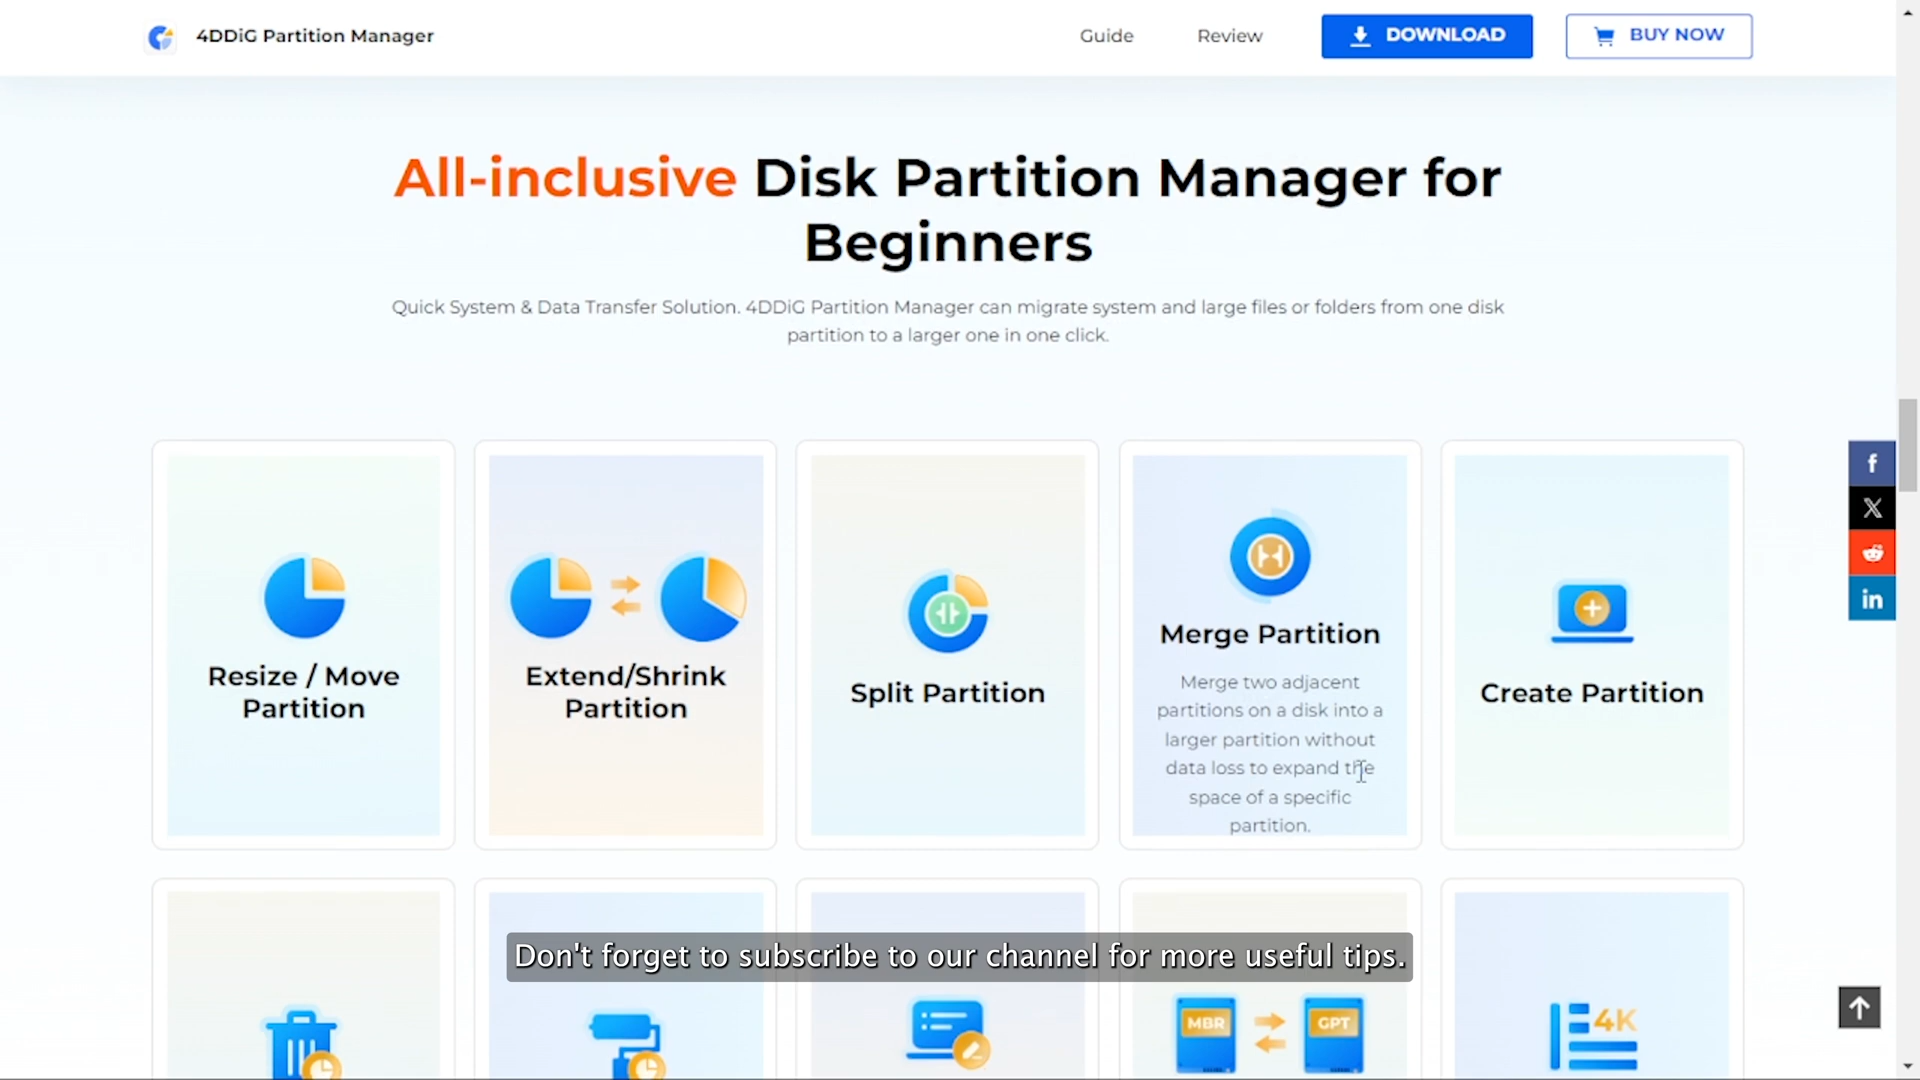 4DDiG Partition Manager
Guide
Review
DOWNLOAD
BUY NOW
All-inclusive Disk Partition Manager for
Beginners
Quick System & Data Transfer Solution. 4DDiG Partition Manager can migrate system and large files or folders from one disk
partition to a larger one in one click.
Resize / Move
Partition
Extend/Shrink
Partition
Split Partition
Merge Partition
Merge two adjacent
partitions on a disk into a
larger partition without
data loss to expand the
space of a specific
partition.
Create Partition
f
X
in
Don't forget to subscribe to our channel for more useful tips.
MBR
GPT
4K